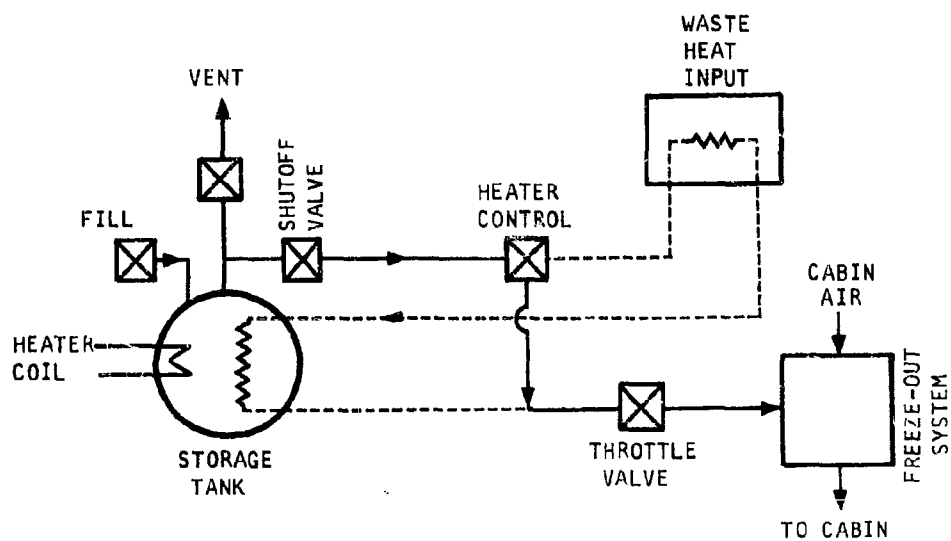 WASTE
HEAT
INPUT
VENT
SHUTOFF
VALVE
HEATER
CONTROL
FILL
CABIN
AIR
HEATER
COIL
FREEZE-OUT
SYSTEM
THROTTLE
VALVE
STORAGE
TANK
TO CABIN